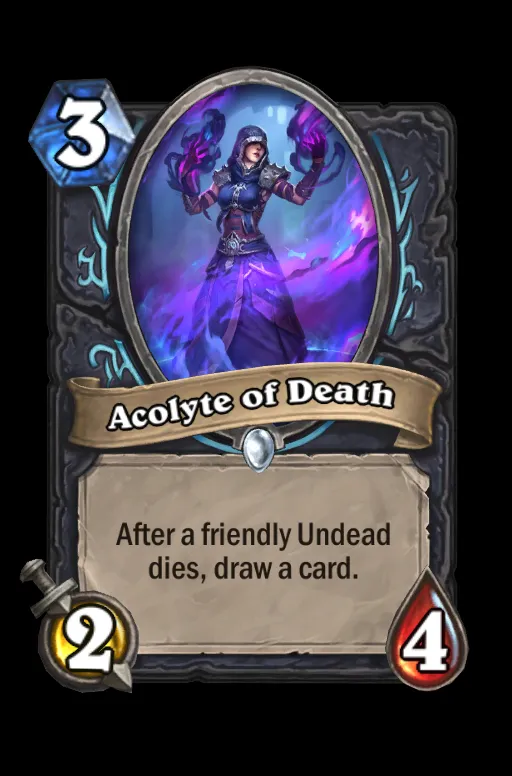 3
Acolyte of Death
After a friendly Undead
dies, draw a card.
2
4